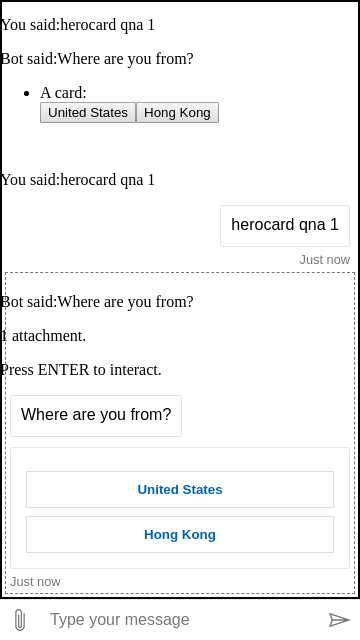 You said:herocard qna 1
Bot said:Where are you from?
A card:
United States Hong Kong
You said:herocard qna 1
herocard qna 1
Just now
Bot said:Where are you from?
1 attachment.
Press ENTER to interact.
Where are you from?
United States
Hong Kong
Just now
Type your message